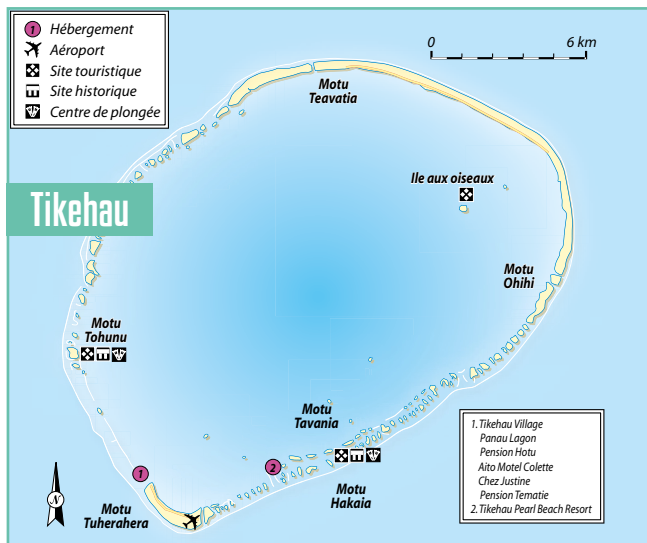 1 Hébergement
Aéroport
Site touristique
Site historique
Centre de plongée
0 6 km
Motu
Teavatia
Ile aux oiseaux
Tikehau
Motu
Ohihi
Motu
Tohunu
Motu
Tavania
1
2
Motu
Hakaia
Motu
Tuherahera
N
1. Tikehau Village
Panau Lagon
Pension Hotu
Aito Motel Colette
Chez Justine
Pension Tematie
2. Tikehau Pearl Beach Resort